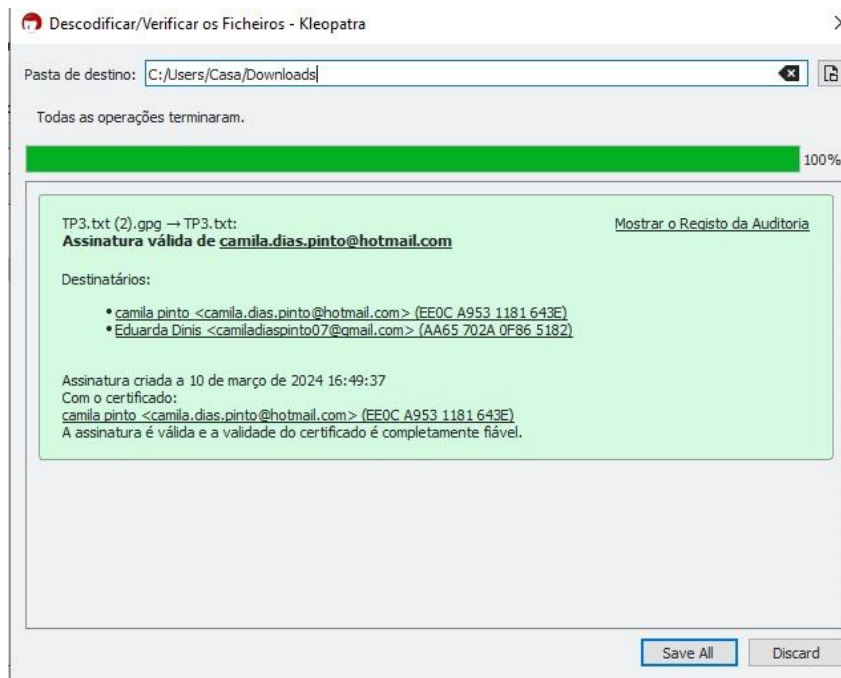 Descodificar/Verificar os Ficheiros - Kleopatra
Pasta de destino: C:/Users/Casa/Downloads
Todas as operações terminaram.
100%
TP3.txt (2).gpg → TP3.txt: Mostrar o Registo da Auditoria
Assinatura válida de camila.dias.pinto@hotmail.com
Destinatários:
• camila pinto <camila.dias.pinto@hotmail.com> (EE0C A953 1181 643E)
• Eduarda Dinis <camiladiaspinto07@gmail.com> (AA65 702A 0F86 5182)
Assinatura criada a 10 de março de 2024 16:49:37
Com o certificado:
camila pinto <camila.dias.pinto@hotmail.com> (EE0C A953 1181 643E)
A assinatura é válida e a validade do certificado é completamente fiável.
Save All Discard